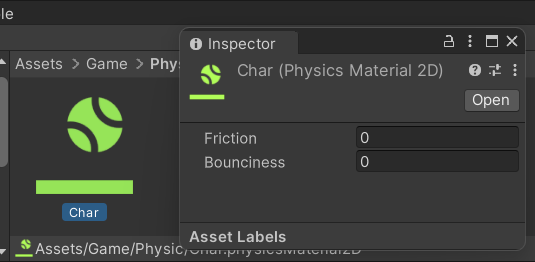 le
Inspector
Assets > Game > Phys
Char (Physics Material 2D)
Open
Friction 0
Bounciness 0
Char
Asset Labels
Assets/Game/Physic/Char.physicsMaterial2D